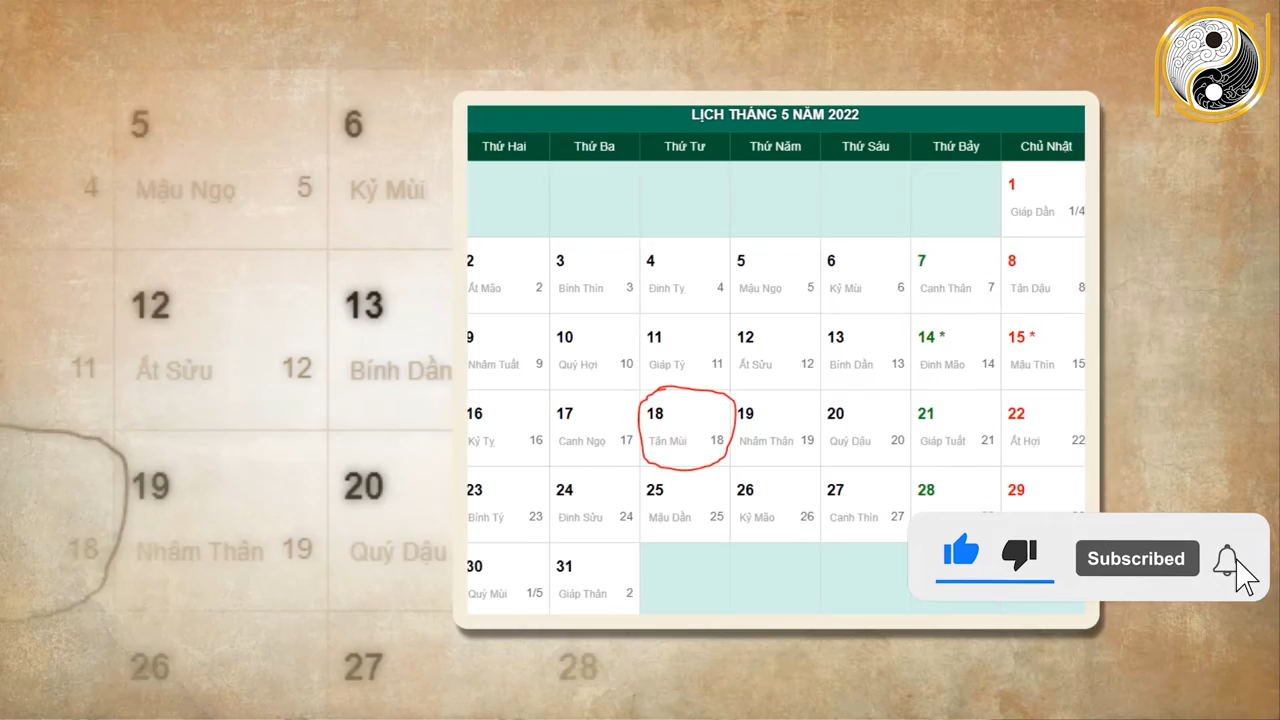 LỊCH THÁNG 5 NĂM 2022
Thứ Hai Thứ Ba Thứ Tư Thứ Năm Thứ Sáu Thứ Bảy Chủ Nhật
1
Giáp Dần 1/4
2 3 4 5 6 7 8
Ất Mão 2 Bính Thìn 3 Đinh Tỵ 4 Mậu Ngọ 5 Kỷ Mùi 6 Canh Thân 7 Tân Dậu 8
9 10 11 12 13 14 * 15 *
Nhâm Tuất 9 Quý Hợi 10 Giáp Tý 11 Ất Sửu 12 Bính Dần 13 Đinh Mão 14 Mậu Thìn 15
16 17 18 19 20 21 22
Kỷ Tỵ 16 Canh Ngọ 17 Tân Mùi 18 Nhâm Thân 19 Quý Dậu 20 Giáp Tuất 21 Ất Hợi 22
23 24 25 26 27 28 29
Bính Tý 23 Đinh Sửu 24 Mậu Dần 25 Kỷ Mão 26 Canh Thìn 27
30 31
Quý Mùi 1/5 Giáp Thân 2
Subscribed
5 6
4 Mậu Ngọ 5 Kỷ Mùi
12 13
11 Ất Sửu 12 Bính Dần
19 20
18 Nhâm Thân 19 Quý Dậu
26 27 28